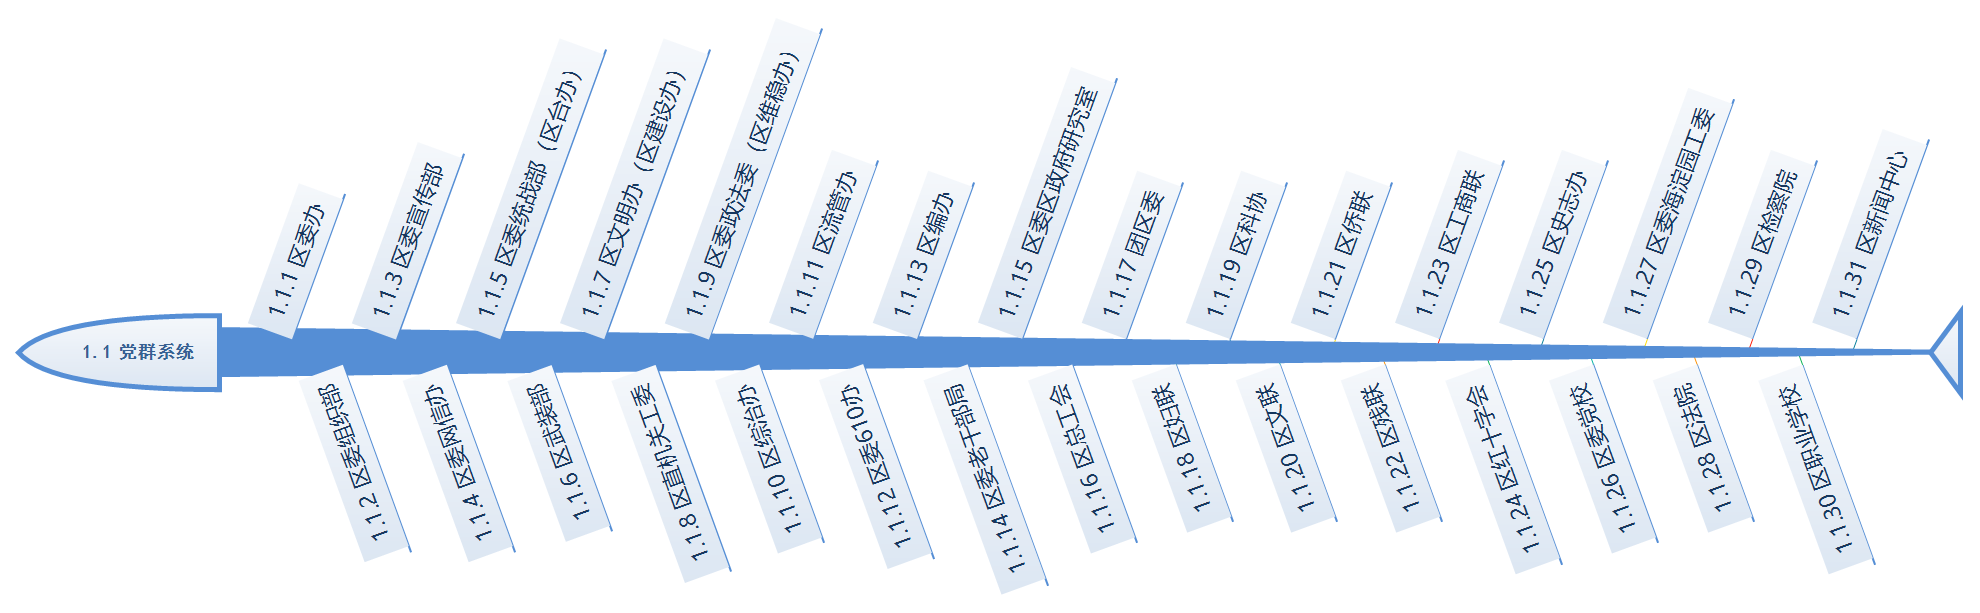 1.1 党群系统
1.1.1 区委办
1.1.2 区委组织部
1.1.3 区委宣传部
1.1.4 区委网信办
1.1.5 区委统战部（区台办）
1.1.6 区武装部
1.1.7 区文明办（区建设办）
1.1.8 区直机关工委
1.1.9 区委政法委（区维稳办）
1.1.10 区综治办
1.1.11 区流管办
1.1.12 区委610办
1.1.13 区编办
1.1.14 区委老干部局
1.1.15 区委区政府研究室
1.1.16 区总工会
1.1.17 团区委
1.1.18 区妇联
1.1.19 区科协
1.1.20 区文联
1.1.21 区侨联
1.1.22 区残联
1.1.23 区工商联
1.1.24 区红十字会
1.1.25 区史志办
1.1.26 区委党校
1.1.27 区委海淀园工委
1.1.28 区法院
1.1.29 区检察院
1.1.30 区职业学校
1.1.31 区新闻中心